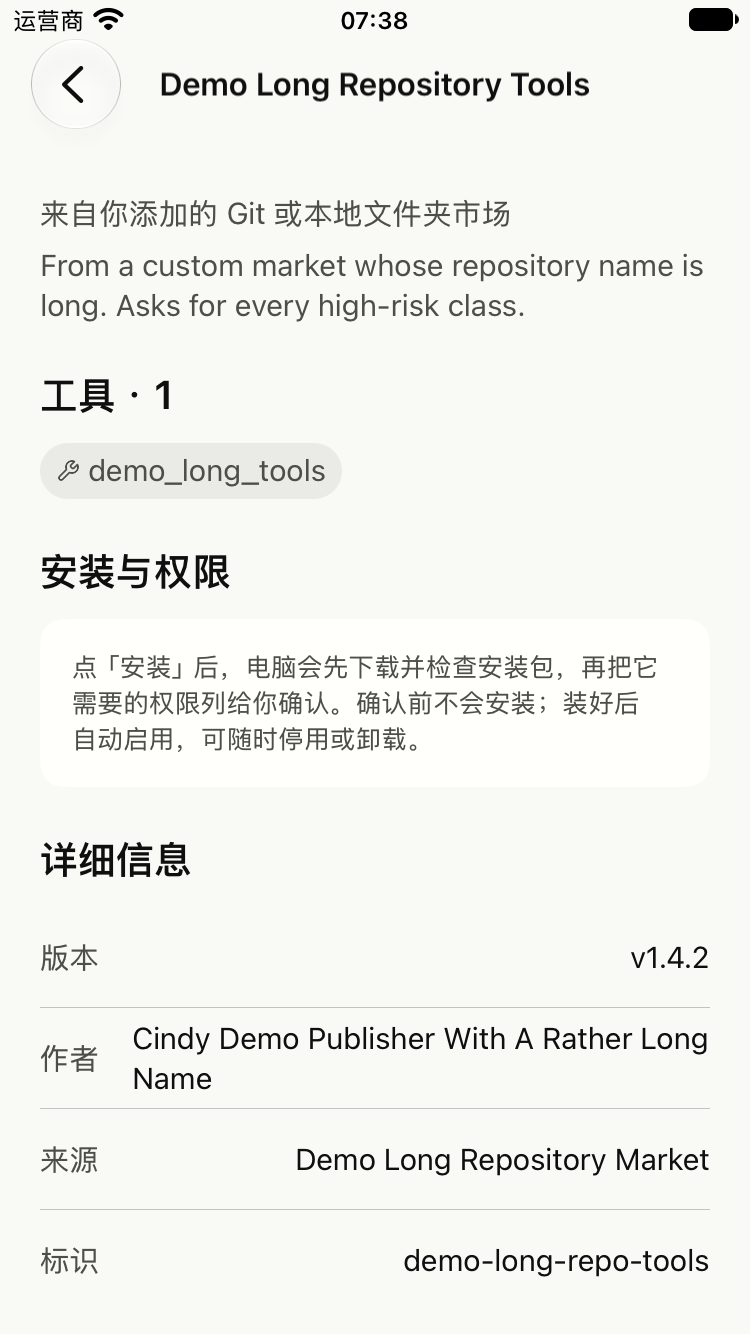 运营商 07:38
Demo Long Repository Tools
来自你添加的 Git 或本地文件夹市场
From a custom market whose repository name is
long. Asks for every high-risk class.
工具 · 1
demo_long_tools
安装与权限
点「安装」后，电脑会先下载并检查安装包，再把它
需要的权限列给你确认。确认前不会安装；装好后
自动启用，可随时停用或卸载。
详细信息
版本 v1.4.2
作者 Cindy Demo Publisher With A Rather Long
Name
来源 Demo Long Repository Market
标识 demo-long-repo-tools